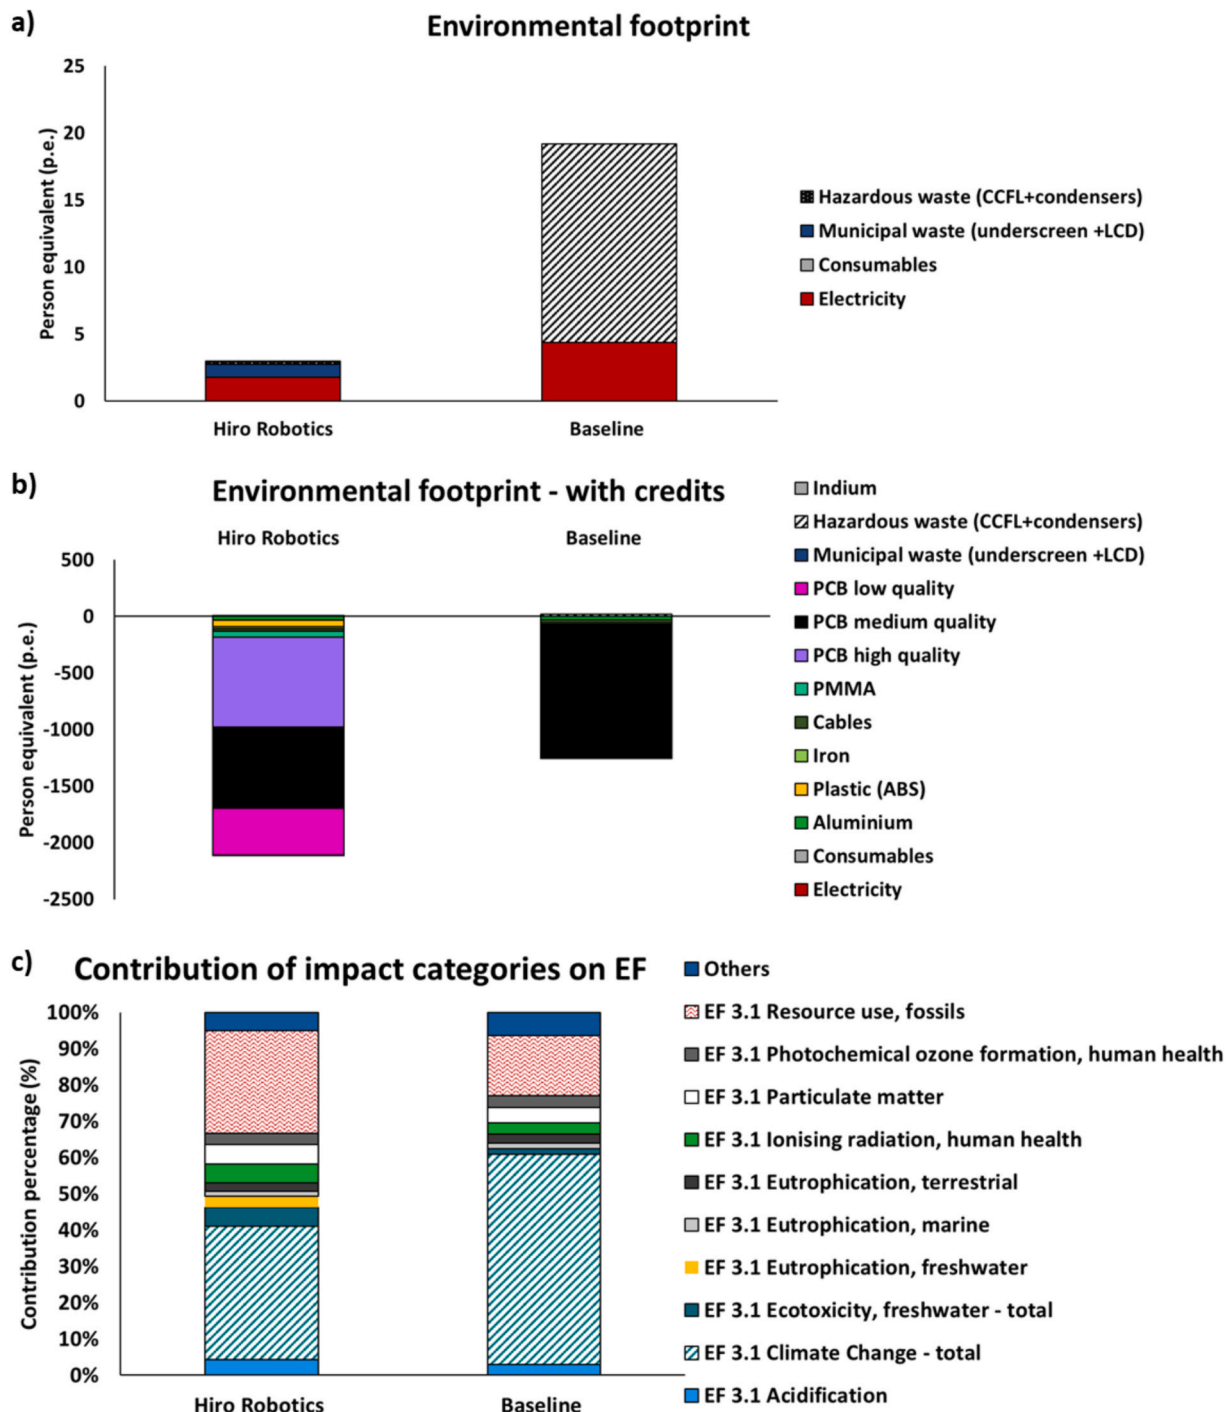 a)
Environmental footprint
Person equivalent (p.e.)
25
20
15
10
5
0
Hiro Robotics
Baseline
Hazardous waste (CCFL+condensers)
Municipal waste (underscreen +LCD)
Consumables
Electricity
b)
Environmental footprint - with credits
Hiro Robotics
Baseline
Person equivalent (p.e.)
500
0
-500
-1000
-1500
-2000
-2500
Indium
Hazardous waste (CCFL+condensers)
Municipal waste (underscreen +LCD)
PCB low quality
PCB medium quality
PCB high quality
PMMA
Cables
Iron
Plastic (ABS)
Aluminium
Consumables
Electricity
c)
Contribution of impact categories on EF
Contribution percentage (%)
100%
90%
80%
70%
60%
50%
40%
30%
20%
10%
0%
Hiro Robotics
Baseline
Others
EF 3.1 Resource use, fossils
EF 3.1 Photochemical ozone formation, human health
EF 3.1 Particulate matter
EF 3.1 Ionising radiation, human health
EF 3.1 Eutrophication, terrestrial
EF 3.1 Eutrophication, marine
EF 3.1 Eutrophication, freshwater
EF 3.1 Ecotoxicity, freshwater - total
EF 3.1 Climate Change - total
EF 3.1 Acidification